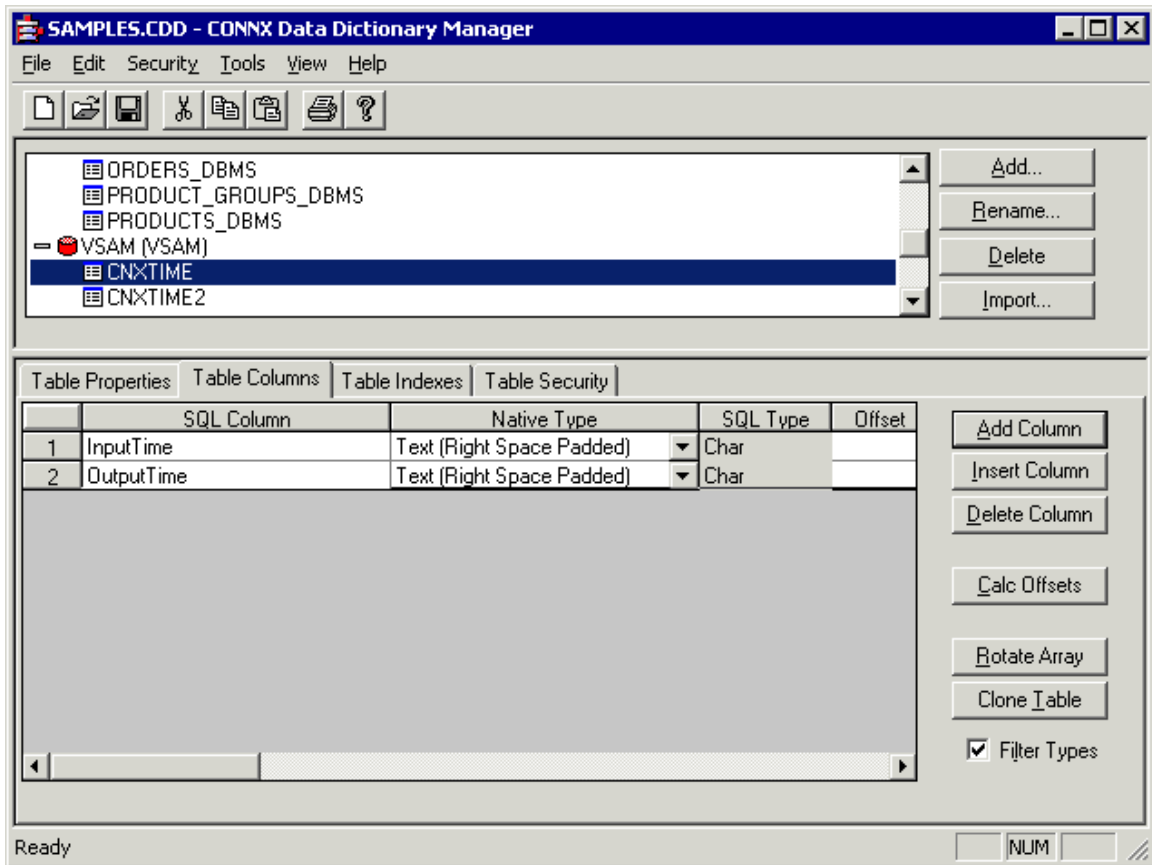 SAMPLES.CDD - CONNX Data Dictionary Manager
File Edit Security Tools View Help
ORDERS_DBMS
PRODUCT_GROUPS_DBMS
PRODUCTS_DBMS
VSAM (VSAM)
CNXTIME
CNXTIME2
Add...
Rename...
Delete
Import...
Table Properties Table Columns Table Indexes Table Security
SQL Column Native Type SQL Type Offset
1 InputTime Text (Right Space Padded) Char
2 OutputTime Text (Right Space Padded) Char
Add Column
Insert Column
Delete Column
Calc Offsets
Rotate Array
Clone Table
Filter Types
Ready NUM